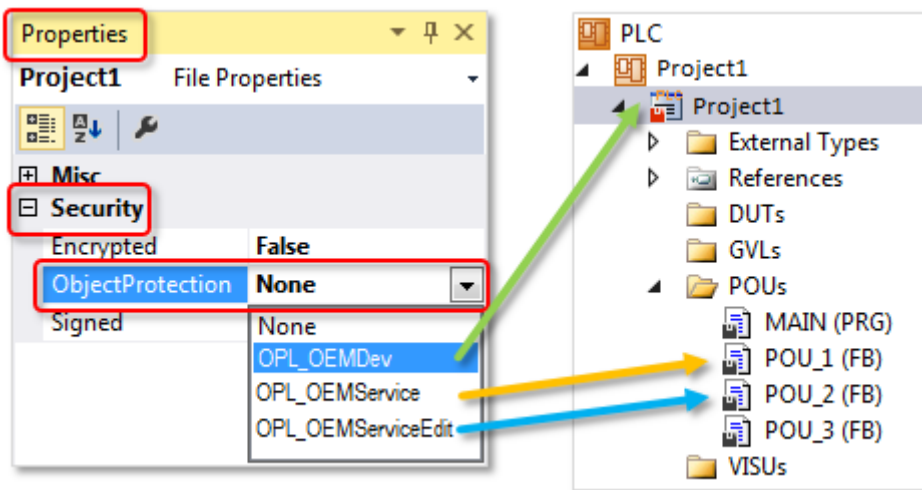 Properties
Project1 File Properties
Misc
Security
Encrypted False
ObjectProtection None
Signed
None
OPL_OEMDev
OPL_OEMService
OPL_OEMServiceEdit
PLC
Project1
Project1
External Types
References
DUTs
GVLs
POUs
MAIN (PRG)
POU_1 (FB)
POU_2 (FB)
POU_3 (FB)
VISUs